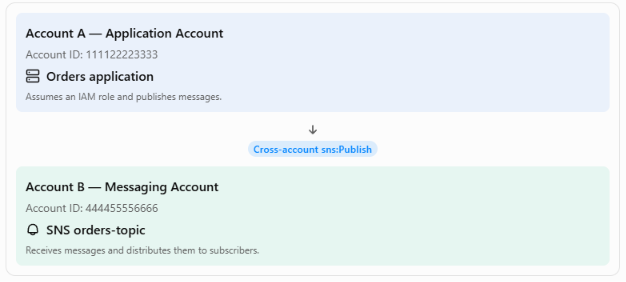 Account A — Application Account
Account ID: 111122223333
Orders application
Assumes an IAM role and publishes messages.
Cross-account sns:Publish
Account B — Messaging Account
Account ID: 444455556666
SNS orders-topic
Receives messages and distributes them to subscribers.